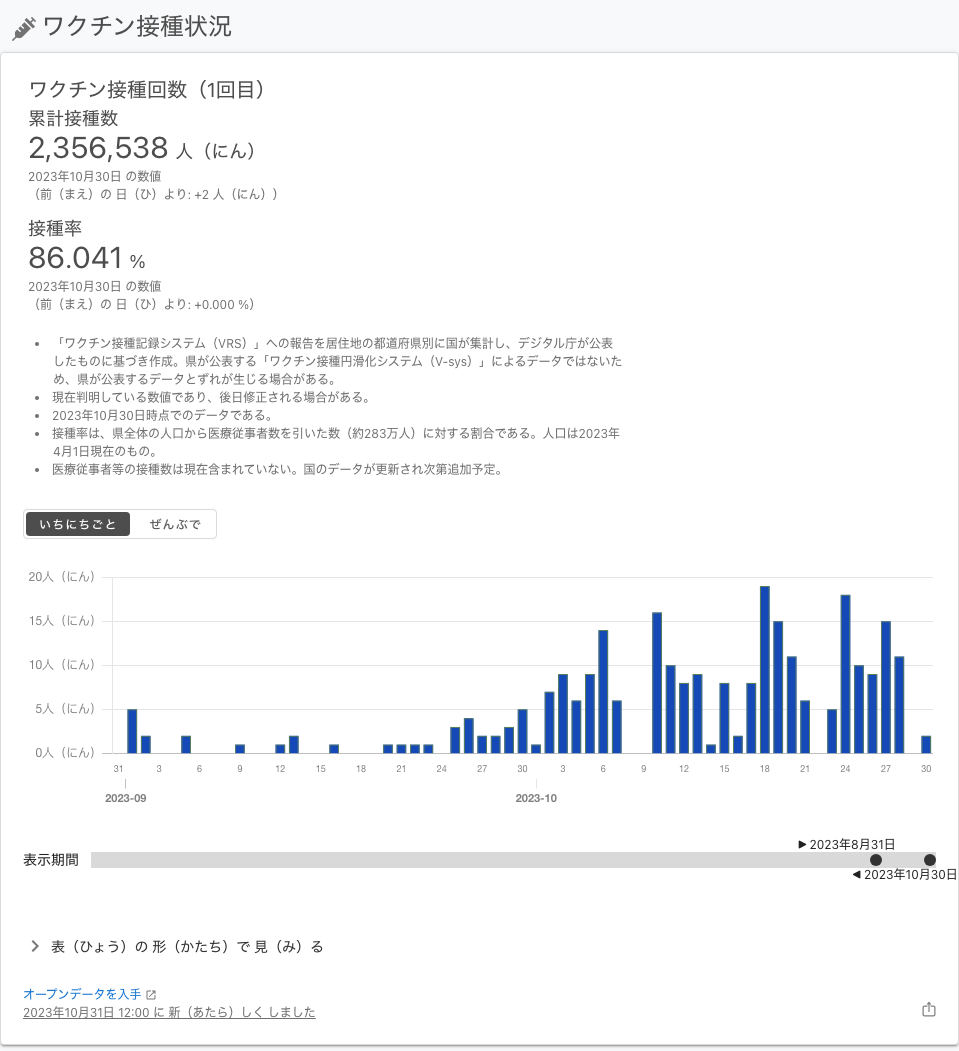 ワクチン接種状況
ワクチン接種回数（1回目）
累計接種数
2,356,538 人（にん）
2023年10月30日 の数値
（前（まえ）の 日（ひ）より: +2 人（にん））
接種率
86.041 %
2023年10月30日 の数値
（前（まえ）の 日（ひ）より: +0.000 %）
• 「ワクチン接種記録システム（VRS）」への報告を居住地の都道府県別に国が集計し、デジタル庁が公表
したものに基づき作成。県が公表する「ワクチン接種円滑化システム（V-sys）」によるデータではないた
め、県が公表するデータとずれが生じる場合がある。
• 現在判明している数値であり、後日修正される場合がある。
• 2023年10月30日時点でのデータである。
• 接種率は、県全体の人口から医療従事者数を引いた数（約283万人）に対する割合である。人口は2023年
4月1日現在のもの。
• 医療従事者等の接種数は現在含まれていない。国のデータが更新され次第追加予定。
いちにちごと ぜんぶで
20人（にん）
15人（にん）
10人（にん）
5人（にん）
0人（にん）
31 3 6 9 12 15 18 21 24 27 30 3 6 9 12 15 18 21 24 27 30
2023-09 2023-10
▶ 2023年8月31日
表示期間
◀ 2023年10月30日
表（ひょう）の 形（かたち）で 見（み）る
オープンデータを入手
2023年10月31日 12:00 に 新（あたら）しく しました